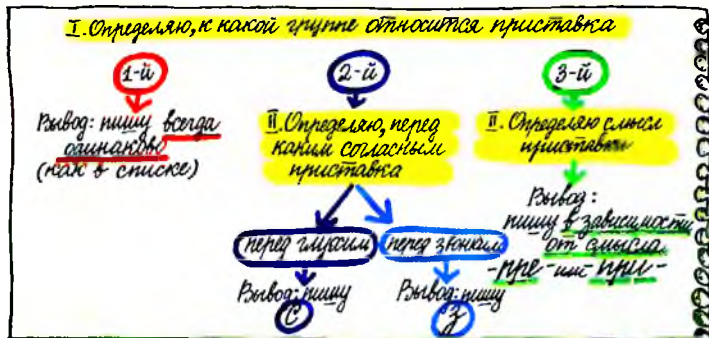 I. Определяю, к какой группе относится приставка
1-й
Вывод: пишу всегда
одинаково
(как в списке)
2-й
II. Определяю, перед
каким согласным
приставка
перед глухим
Вывод: пишу
С
перед звонким
Вывод: пишу
З
3-й
II. Определяю смысл
приставки
Вывод:
пишу в зависимости
от смысла
-пре- или при-